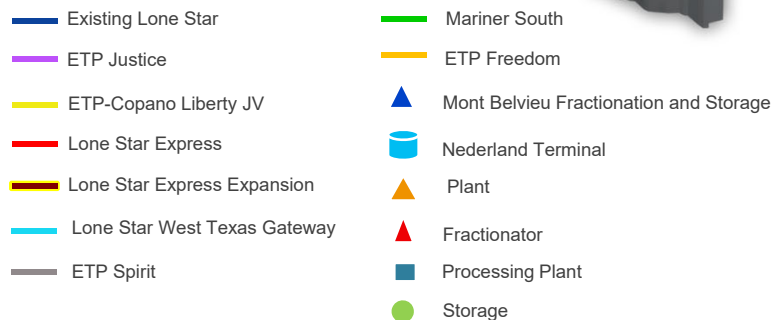 Existing Lone Star
ETP Justice
ETP-Copano Liberty JV
Lone Star Express
Lone Star Express Expansion
Lone Star West Texas Gateway
ETP Spirit
Mariner South
ETP Freedom
Mont Belvieu Fractionation and Storage
Nederland Terminal
Plant
Fractionator
Processing Plant
Storage